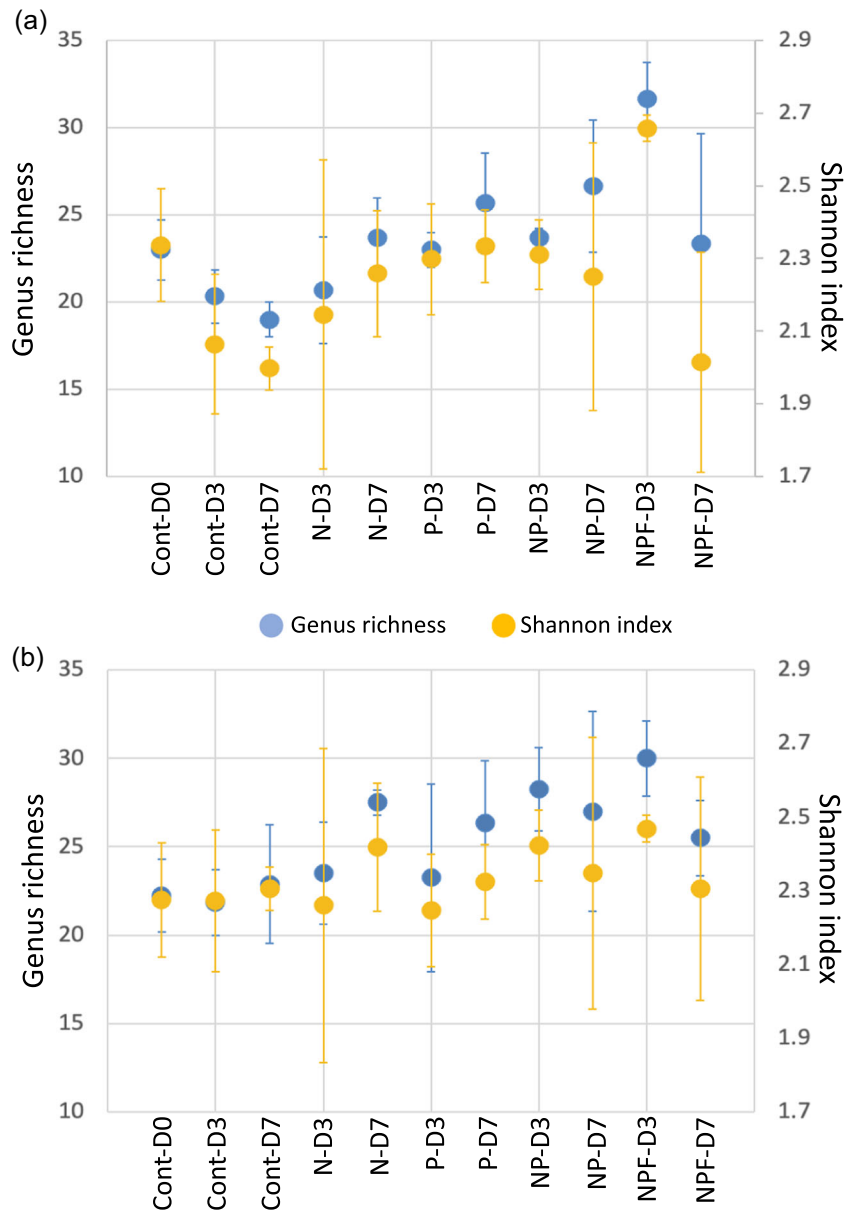 (a)
35
30
25
20
15
10
Genus richness
2.9
2.7
2.5
2.3
2.1
1.9
1.7
Shannon index
Cont-D0
Cont-D3
Cont-D7
N-D3
N-D7
P-D3
P-D7
NP-D3
NP-D7
NPF-D3
NPF-D7
Genus richness
Shannon index
(b)
35
30
25
20
15
10
Genus richness
2.9
2.7
2.5
2.3
2.1
1.9
1.7
Shannon index
Cont-D0
Cont-D3
Cont-D7
N-D3
N-D7
P-D3
P-D7
NP-D3
NP-D7
NPF-D3
NPF-D7